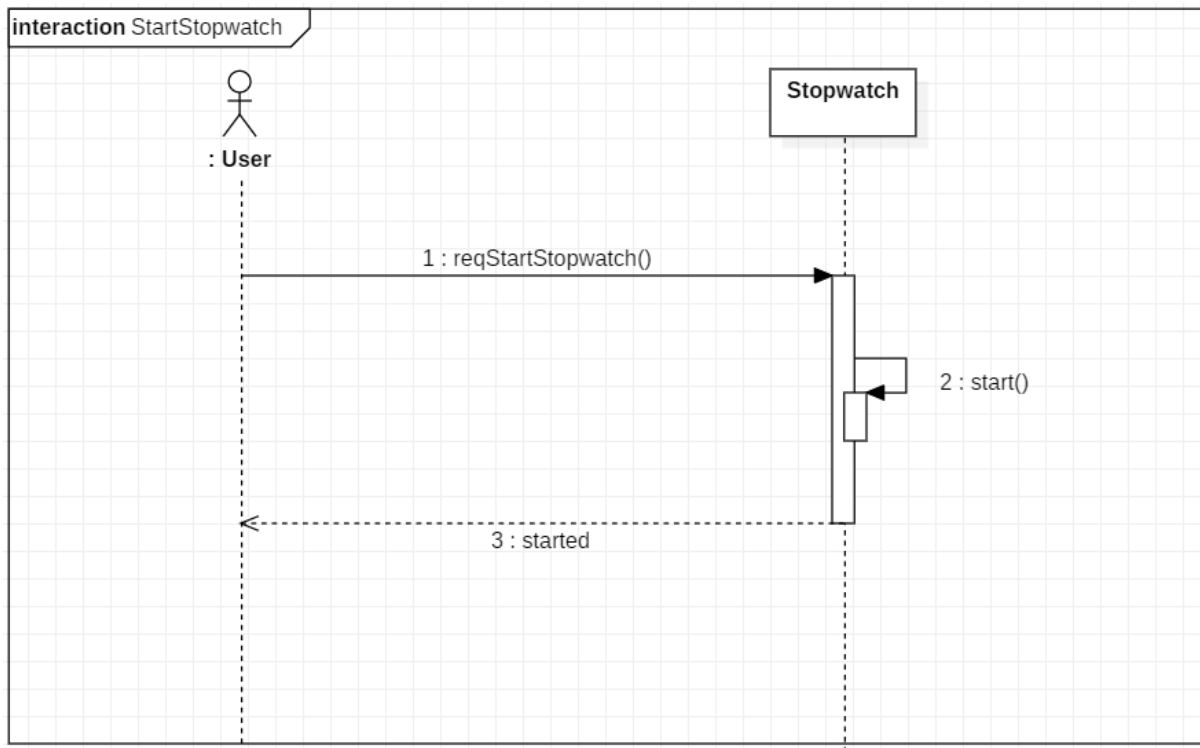 interaction StartStopwatch
Stopwatch
: User
1 : reqStartStopwatch()
2 : start()
3 : started